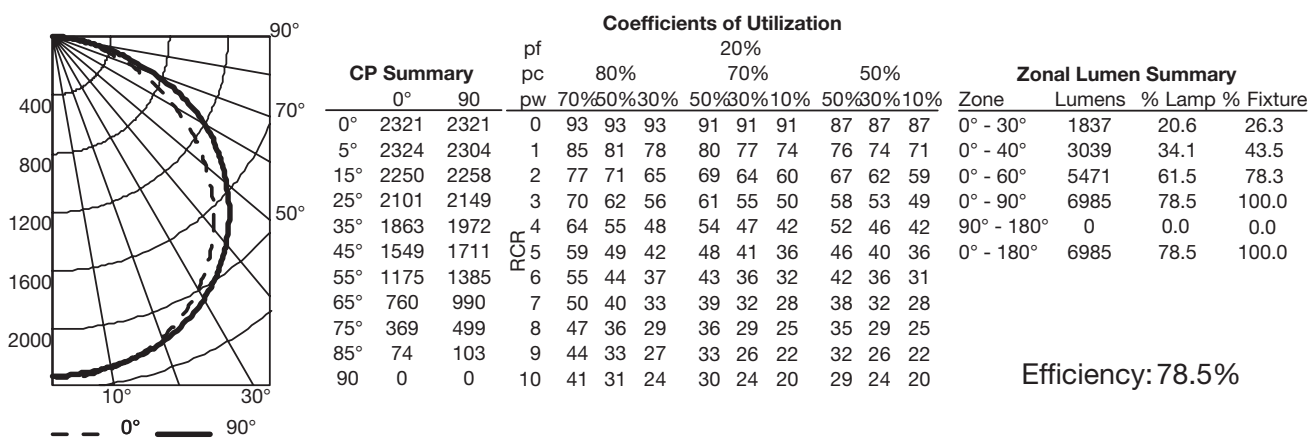 90°
70°
50°
400
800
1200
1600
2000
10° 30°
0° 90°
CP Summary
0° 90
0° 2321 2321
5° 2324 2304
15° 2250 2258
25° 2101 2149
35° 1863 1972
45° 1549 1711
55° 1175 1385
65° 760 990
75° 369 499
85° 74 103
90 0 0
Coefficients of Utilization
pf 20%
pc 80% 70% 50%
pw 70%50%30% 50%30%10% 50%30%10%
RCR
0 93 93 93 91 91 91 87 87 87
1 85 81 78 80 77 74 76 74 71
2 77 71 65 69 64 60 67 62 59
3 70 62 56 61 55 50 58 53 49
4 64 55 48 54 47 42 52 46 42
5 59 49 42 48 41 36 46 40 36
6 55 44 37 43 36 32 42 36 31
7 50 40 33 39 32 28 38 32 28
8 47 36 29 36 29 25 35 29 25
9 44 33 27 33 26 22 32 26 22
10 41 31 24 30 24 20 29 24 20
Zonal Lumen Summary
Zone Lumens % Lamp % Fixture
0° - 30° 1837 20.6 26.3
0° - 40° 3039 34.1 43.5
0° - 60° 5471 61.5 78.3
0° - 90° 6985 78.5 100.0
90° - 180° 0 0.0 0.0
0° - 180° 6985 78.5 100.0
Efficiency: 78.5%